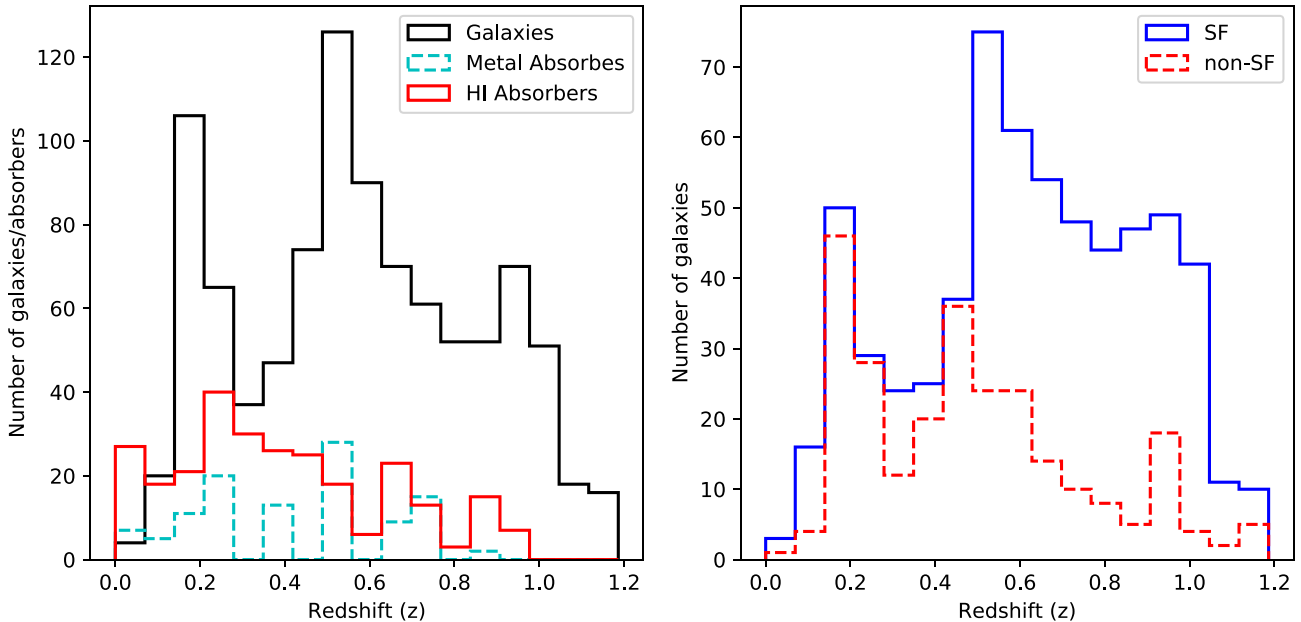 Number of galaxies/absorbers
120
100
80
60
40
20
0
Galaxies
Metal Absorbes
HI Absorbers
0.0 0.2 0.4 0.6 0.8 1.0 1.2
Redshift (z)
Number of galaxies
70
60
50
40
30
20
10
0
SF
non-SF
0.0 0.2 0.4 0.6 0.8 1.0 1.2
Redshift (z)